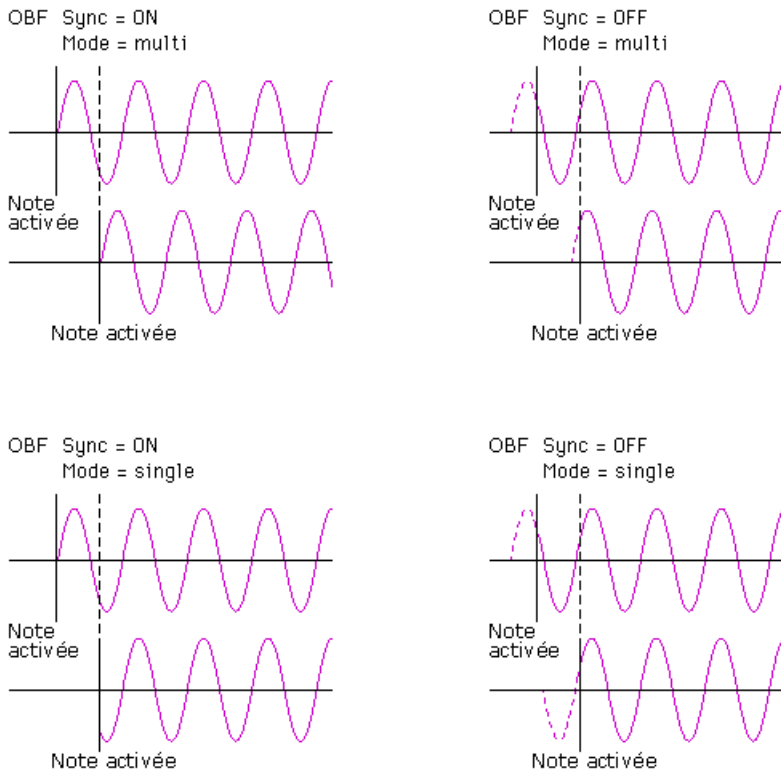 OBF Sync = ON
Mode = multi
Note
activée
Note activée
OBF Sync = OFF
Mode = multi
Note
activée
Note activée
OBF Sync = ON
Mode = single
Note
activée
Note activée
OBF Sync = OFF
Mode = single
Note
activée
Note activée